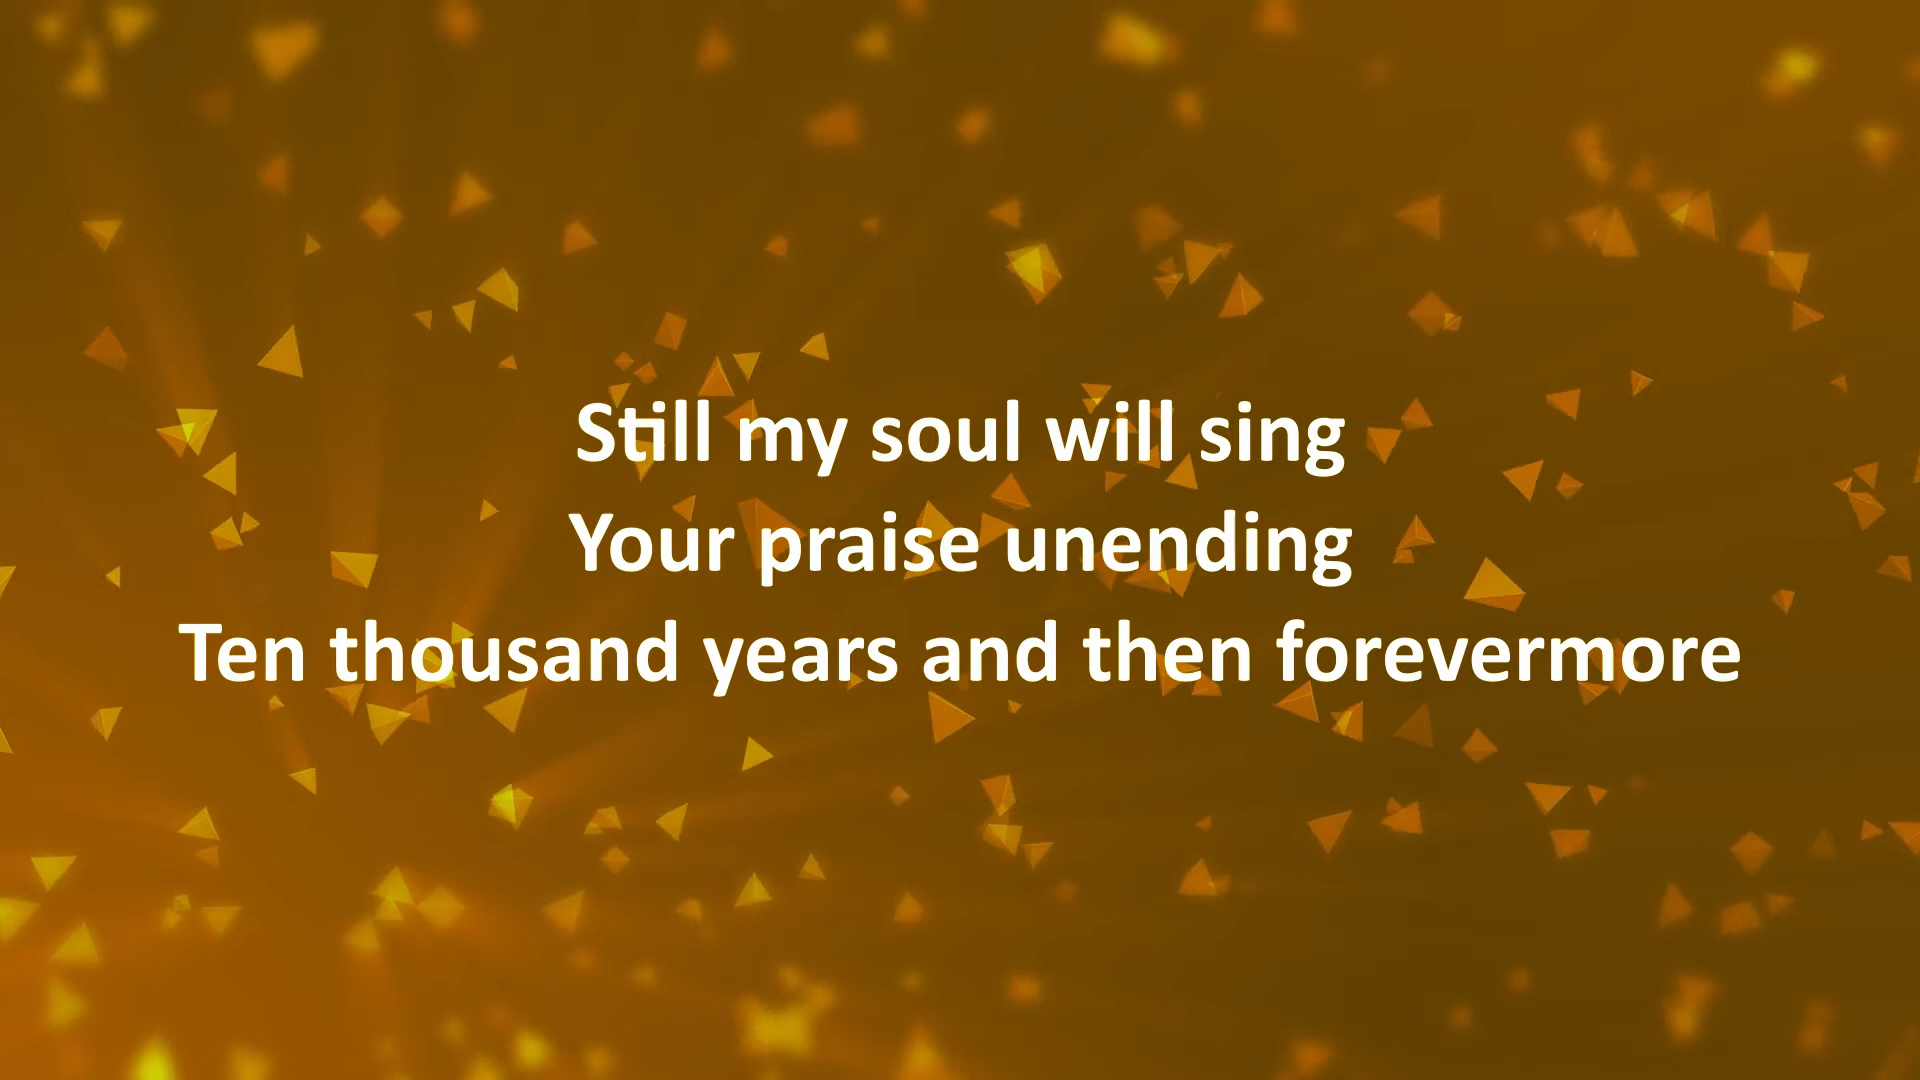 Still my soul will sing
Your praise unending
Ten thousand years and then forevermore